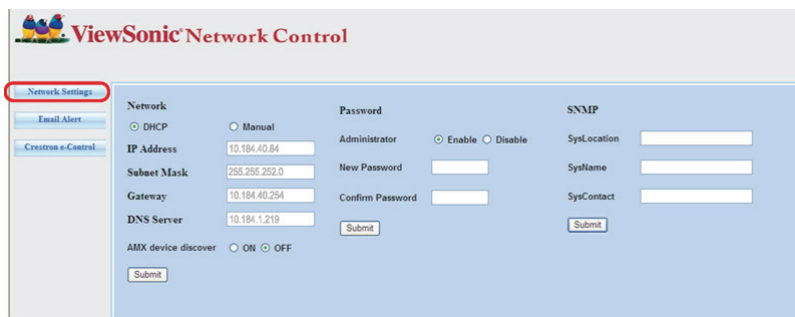 ViewSonic® Network Control
Network Settings
Email Alert
Crestron e-Control
Network
DHCP Manual
IP Address 10.184.40.84
Subnet Mask 255.255.252.0
Gateway 10.184.40.254
DNS Server 10.184.1.219
AMX device discover ON OFF
Submit
Password
Administrator Enable Disable
New Password
Confirm Password
Submit
SNMP
SysLocation
SysName
SysContact
Submit